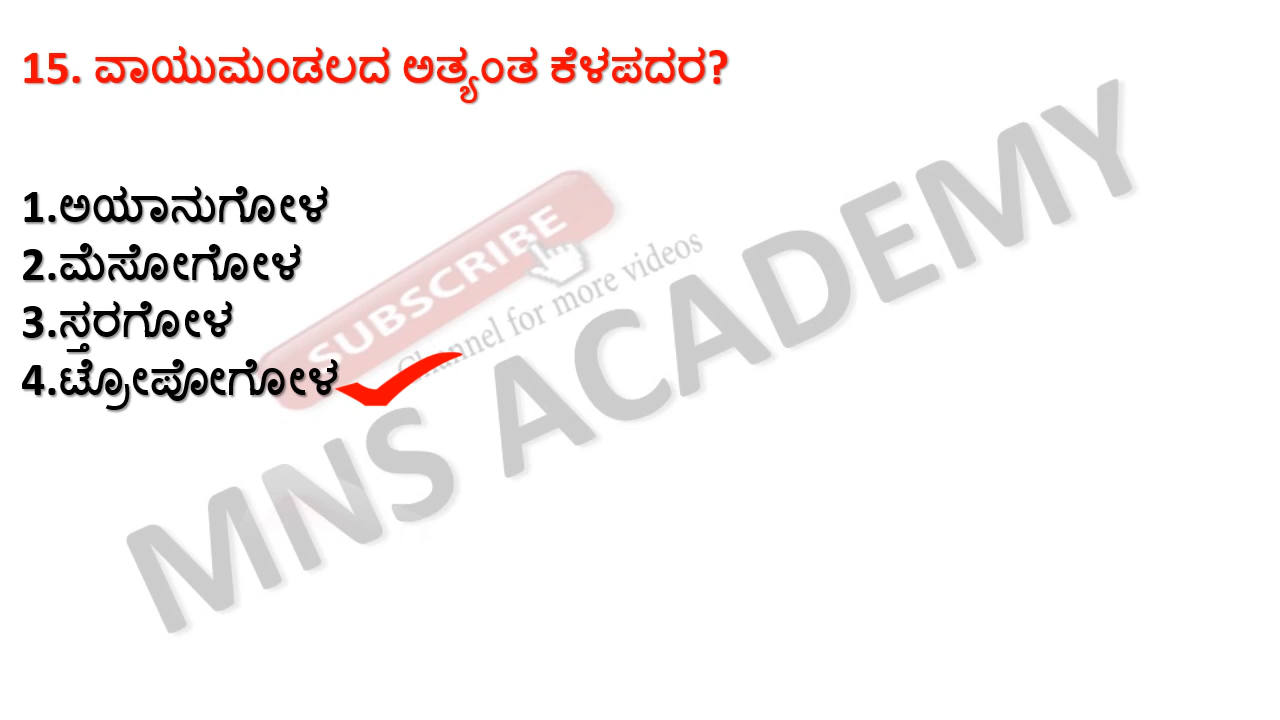 15. ವಾಯುಮಂಡಲದ ಅತ್ಯಂತ ಕೆಳಪದರ?
1.ಅಯಾನುಗೋಳ
2.ಮೆಸೋಗೋಳ
3.ಸ್ತರಗೋಳ
4.ಟ್ರೋಪೋಗೋಳ
SUBSCRIBE
Channel for more videos
MNS ACADEMY